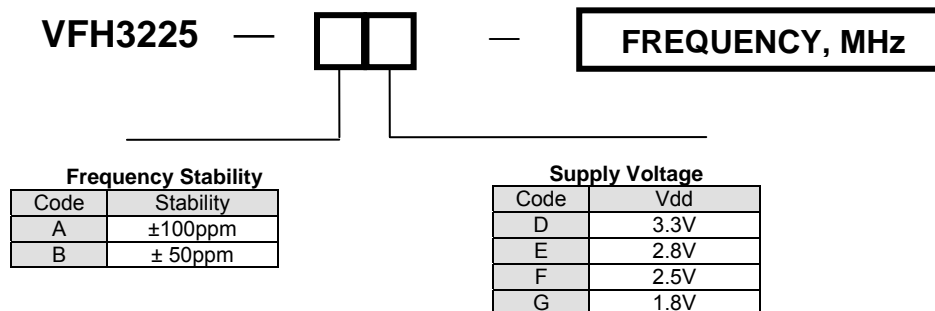 VFH3225 — — FREQUENCY, MHz
Frequency Stability
Code Stability
A ±100ppm
B ± 50ppm
Supply Voltage
Code Vdd
D 3.3V
E 2.8V
F 2.5V
G 1.8V